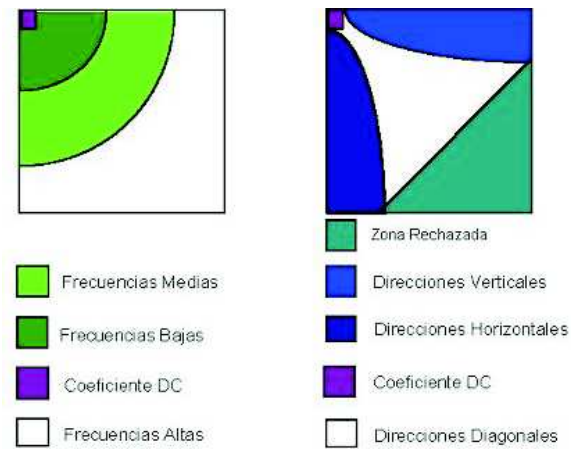 Frecuencias Medias
Frecuencias Bajas
Coeficiente DC
Frecuencias Altas
Zona Rechazada
Direcciones Verticales
Direcciones Horizontales
Coeficiente DC
Direcciones Diagonales